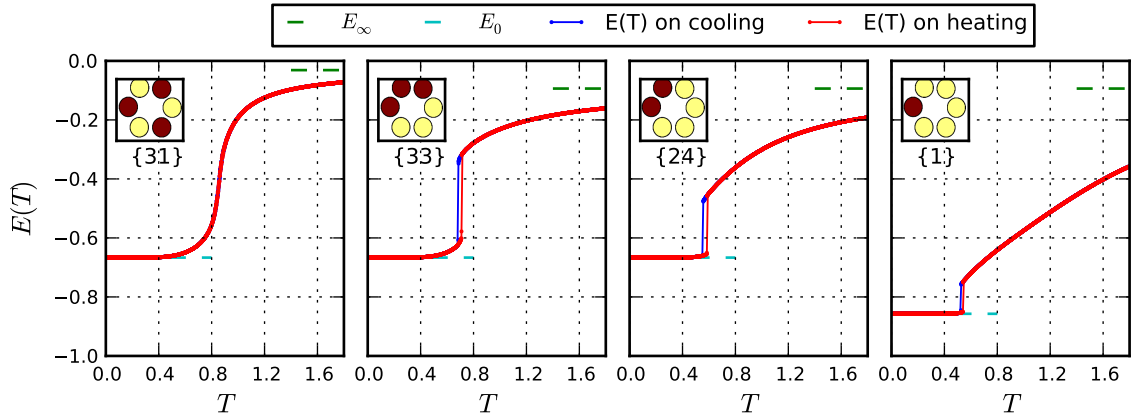 E∞ E0 E(T) on cooling E(T) on heating
E(T)
0.0
−0.2
−0.4
−0.6
−0.8
−1.0
{31} {33} {24} {1}
0.0 0.4 0.8 1.2 1.6 0.0 0.4 0.8 1.2 1.6 0.0 0.4 0.8 1.2 1.6 0.0 0.4 0.8 1.2 1.6
T T T T